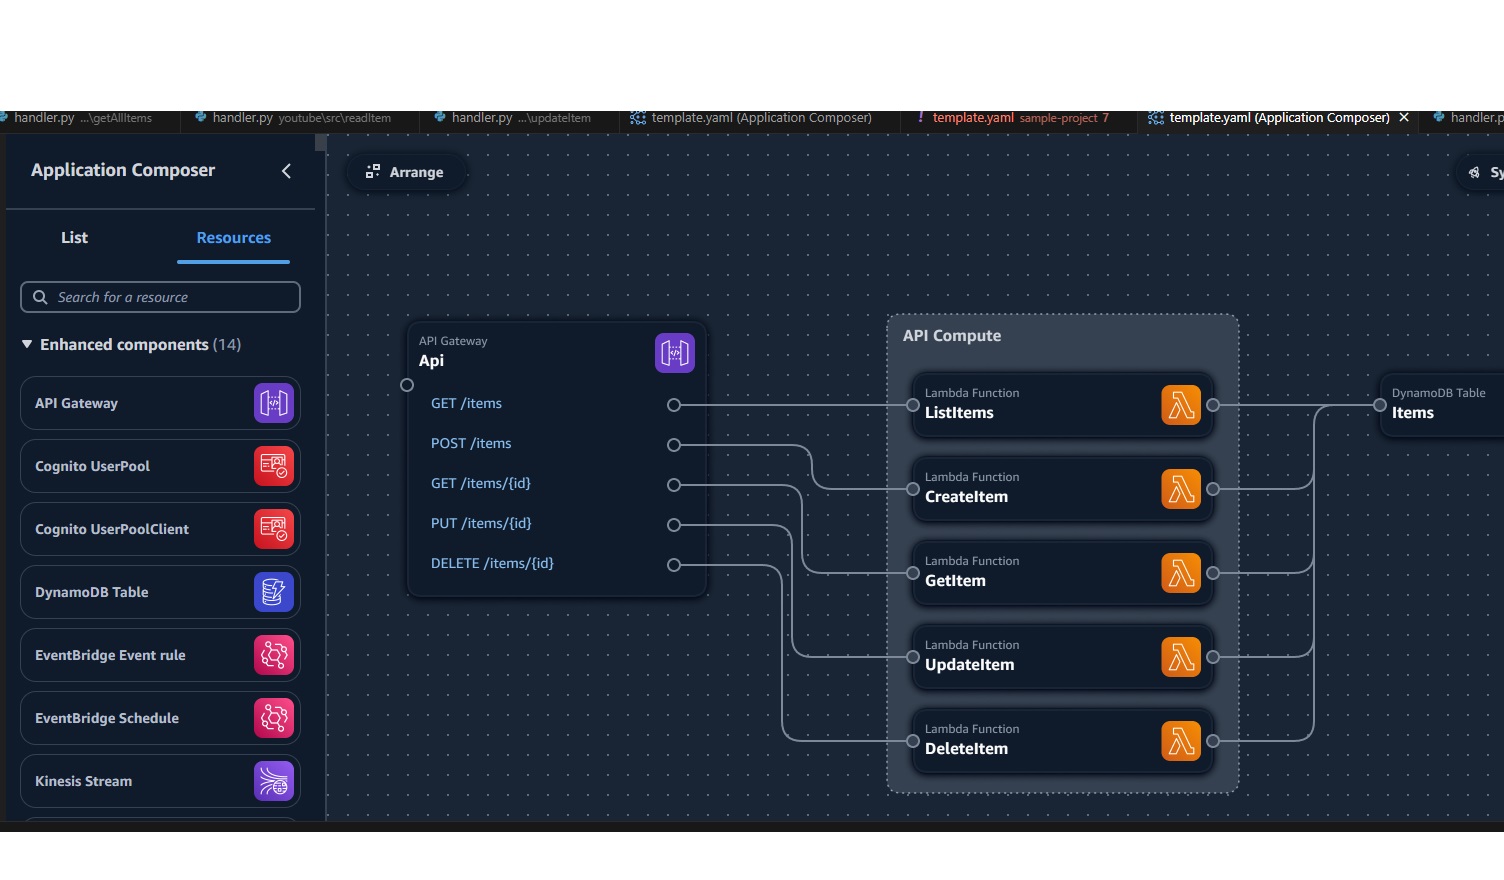 handler.py ...\getAllItems
handler.py youtube\src\readItem
handler.py ...\updateItem
template.yaml (Application Composer)
! template.yaml sample-project 7
template.yaml (Application Composer)
handler.p
Application Composer
Arrange
Sy
List
Resources
Search for a resource
Enhanced components (14)
API Gateway
Cognito UserPool
Cognito UserPoolClient
DynamoDB Table
EventBridge Event rule
EventBridge Schedule
Kinesis Stream
API Gateway
Api
GET /items
POST /items
GET /items/{id}
PUT /items/{id}
DELETE /items/{id}
API Compute
Lambda Function
ListItems
Lambda Function
CreateItem
Lambda Function
GetItem
Lambda Function
UpdateItem
Lambda Function
DeleteItem
DynamoDB Table
Items